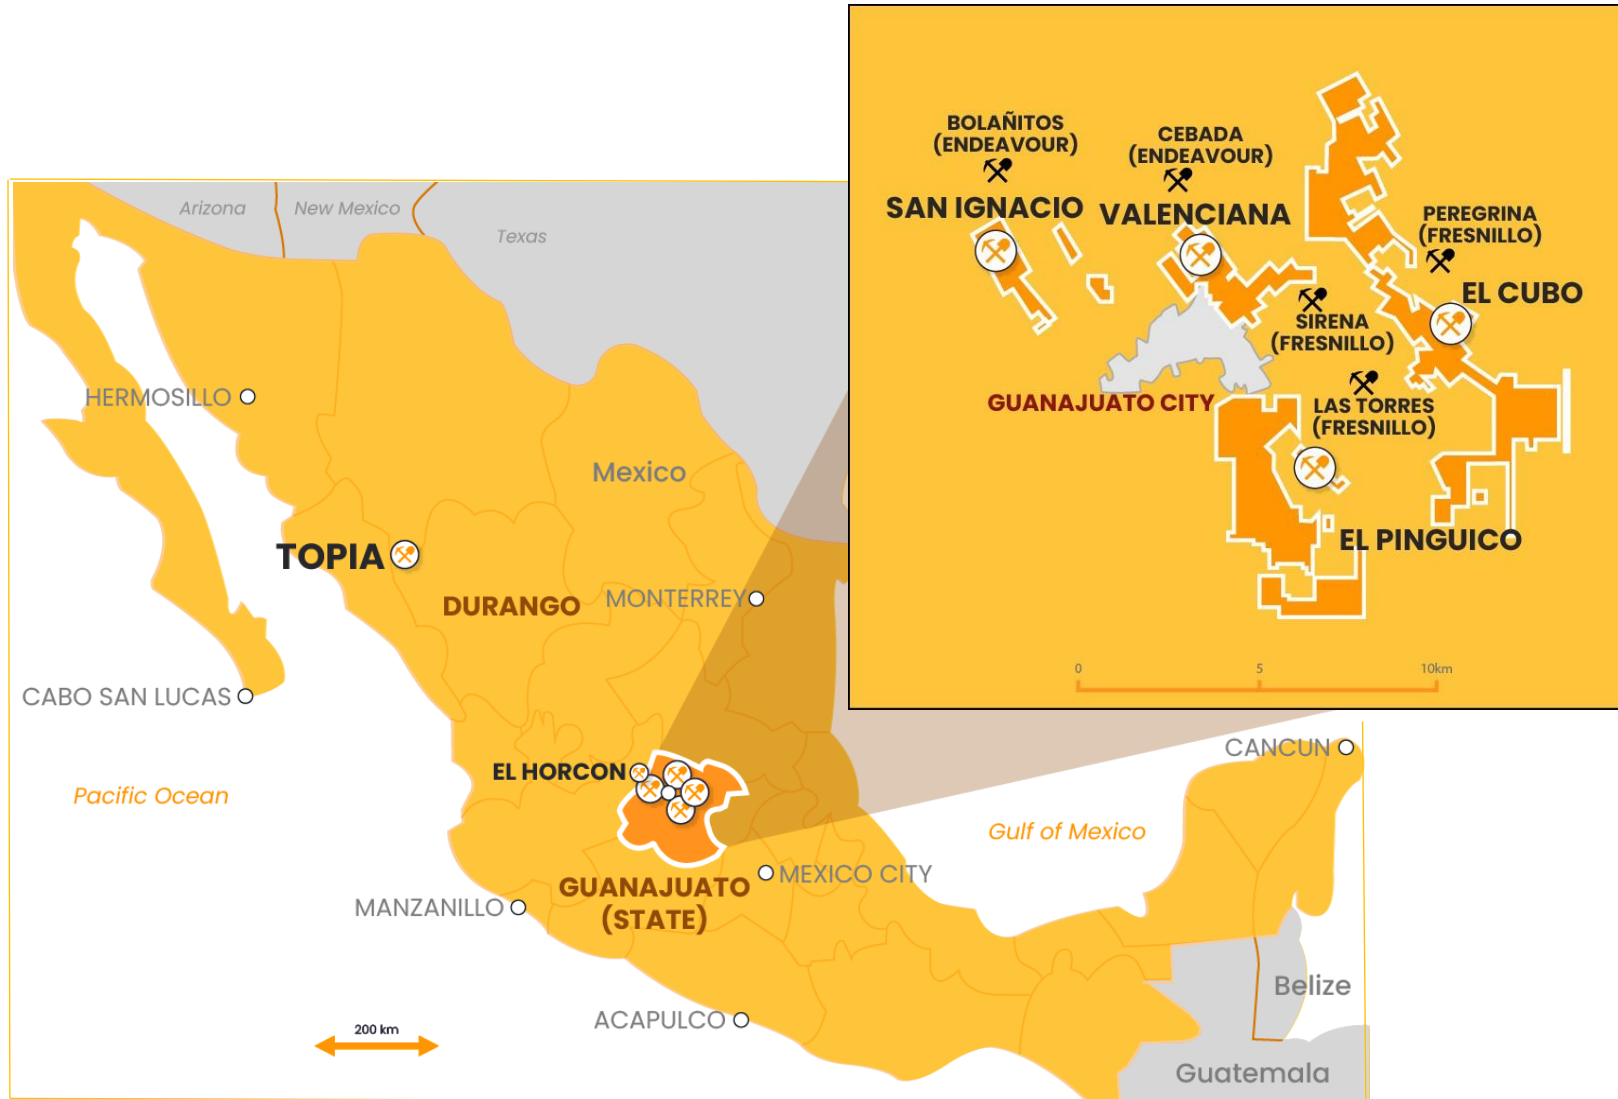 Arizona
New Mexico
Texas
HERMOSILLO
Mexico
TOPIA
DURANGO
MONTERREY
CABO SAN LUCAS
EL HORCON
Pacific Ocean
GUANAJUATO
(STATE)
MEXICO CITY
MANZANILLO
ACAPULCO
200 km
CANCUN
Gulf of Mexico
Belize
Guatemala
BOLAÑITOS
(ENDEAVOUR)
SAN IGNACIO
CEBADA
(ENDEAVOUR)
VALENCIANA
PEREGRINA
(FRESNILLO)
EL CUBO
SIRENA
(FRESNILLO)
GUANAJUATO CITY
LAS TORRES
(FRESNILLO)
EL PINGUICO
0
5
10km